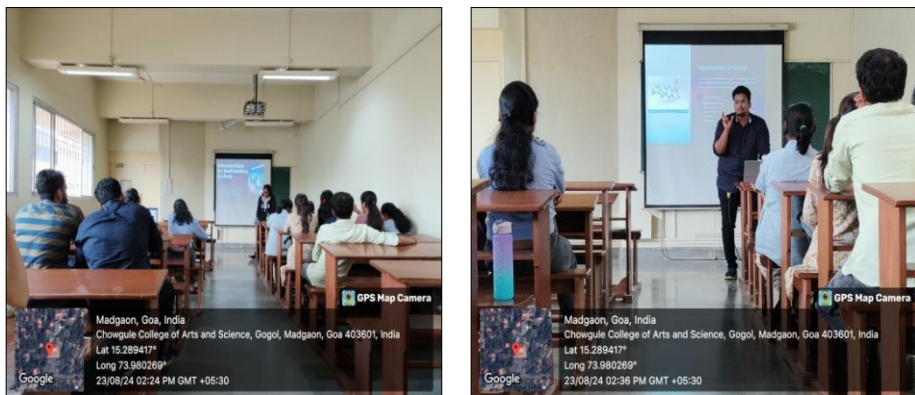 Introduction
GPS Map Camera
Madgaon, Goa, India
Chowgule College of Arts and Science, Gogol, Madgaon, Goa 403601, India
Lat 15.289417°
Long 73.980269°
23/08/24 02:24 PM GMT +05:30
Google
GPS Map Camera
Madgaon, Goa, India
Chowgule College of Arts and Science, Gogol, Madgaon, Goa 403601, India
Lat 15.289417°
Long 73.980269°
23/08/24 02:36 PM GMT +05:30
Google